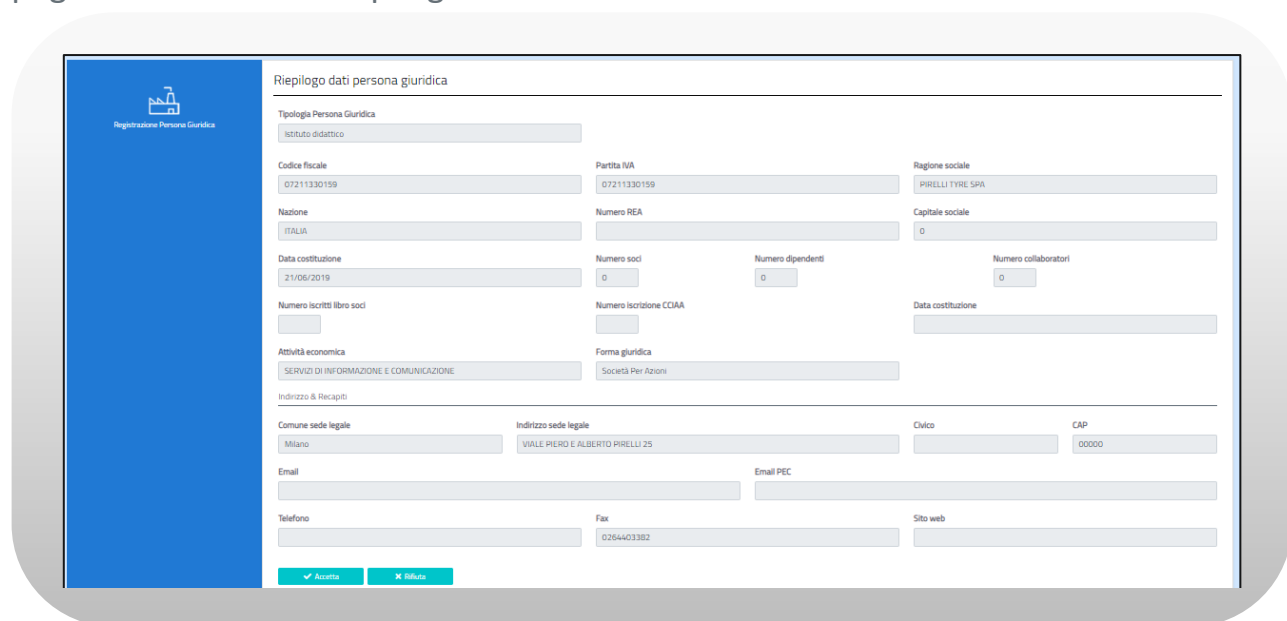 Riepilogo dati persona giuridica
Registrazione Persona Giuridica
Tipologia Persona Giuridica
Istituto didattico
Codice fiscale Partita IVA Ragione sociale
07211330159 07211330159 PIRELLI TYRE SPA
Nazione Numero REA Capitale sociale
ITALIA 0
Data costituzione Numero soci Numero dipendenti Numero collaboratori
21/06/2019 0 0 0
Numero iscritti libro soci Numero iscrizione CCIAA Data costituzione
Attività economica Forma giuridica
SERVIZI DI INFORMAZIONE E COMUNICAZIONE Società Per Azioni
Indirizzo & Recapiti
Comune sede legale Indirizzo sede legale Civico CAP
Milano VIALE PIERO E ALBERTO PIRELLI 25 00000
Email Email PEC
Telefono Fax Sito web
0264403382
Accetta Rifiuta